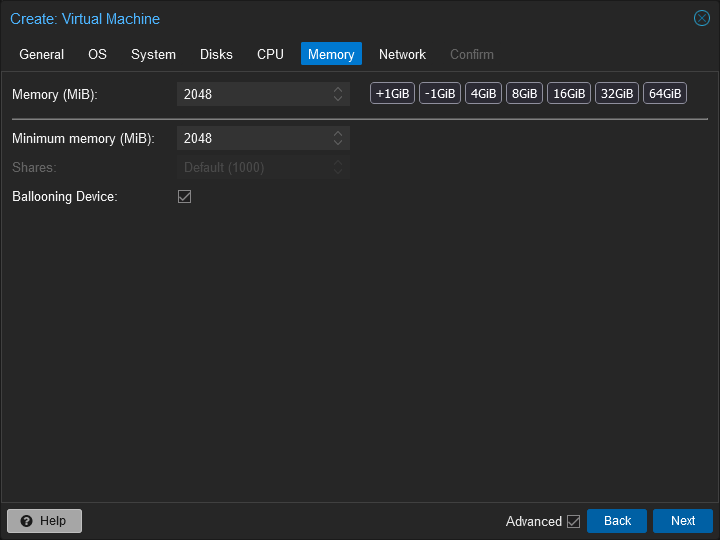 Create: Virtual Machine
General OS System Disks CPU Memory Network Confirm
Memory (MiB): 2048 +1GiB -1GiB 4GiB 8GiB 16GiB 32GiB 64GiB
Minimum memory (MiB): 2048
Shares: Default (1000)
Ballooning Device:
Help Advanced Back Next